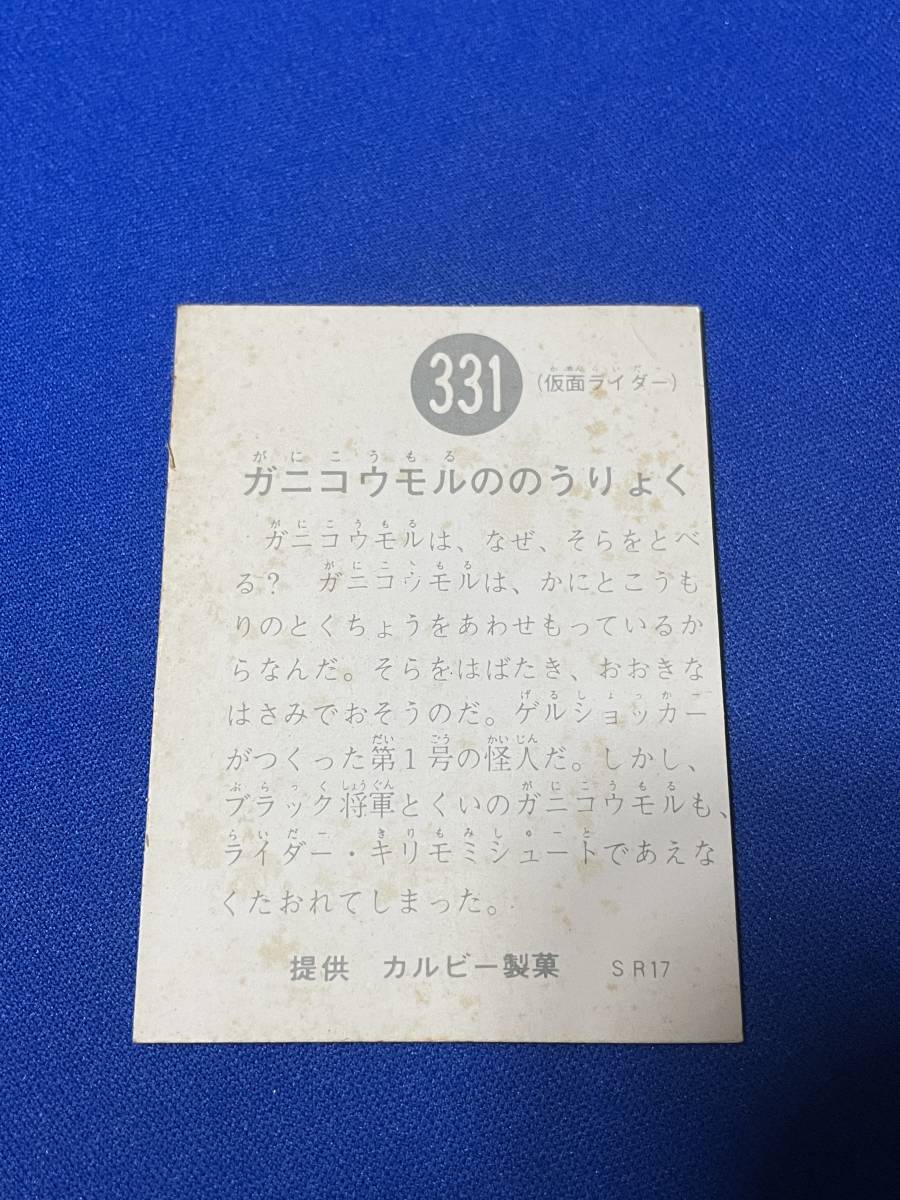 331
(仮面ライダー)
ガニコウモルののうりょく
ガニコウモルは、なぜ、そらをとべ
る? ガニコウモルは、かにとこうも
りのとくちょうをあわせもっているか
らなんだ。そらをはばたき、おおきな
はさみでおそうのだ。ゲルショッカー
がつくった第1号の怪人だ。しかし、
ブラック将軍とくいのガニコウモルも、
ライダー・キリモミシュートであえな
くたおれてしまった。
提供 カルビー製菓 SR17